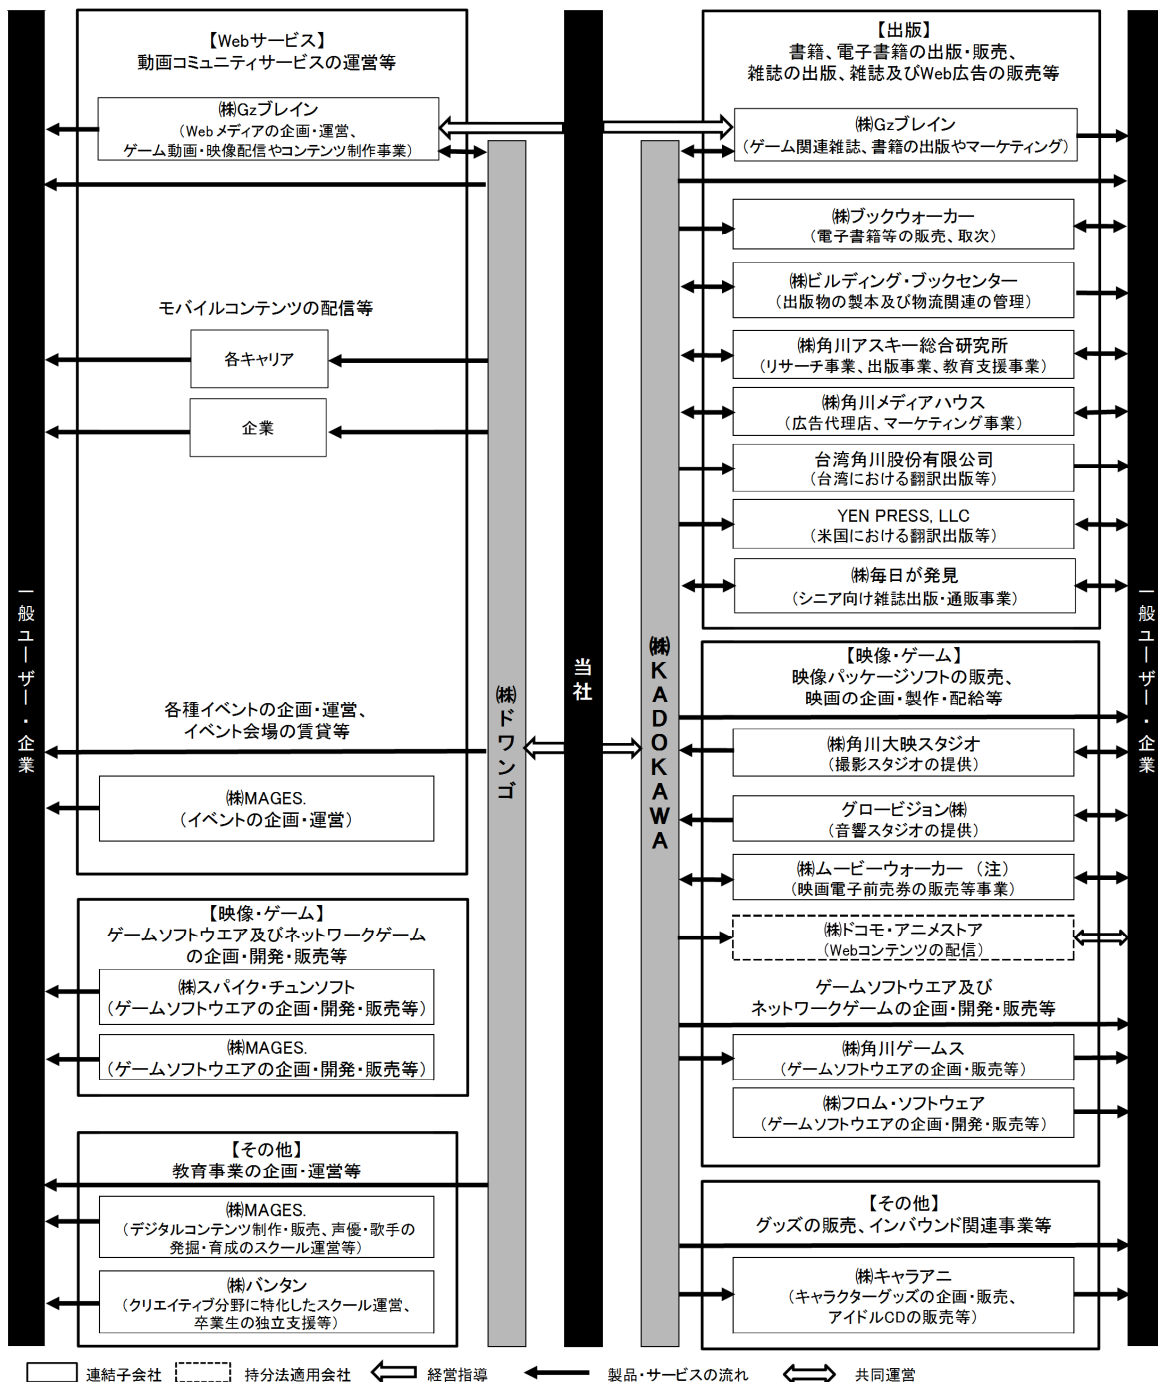 一般ユーザー・企業
【Webサービス】
動画コミュニティサービスの運営等
㈱Gzブレイン
（Webメディアの企画・運営、
ゲーム動画・映像配信やコンテンツ制作事業）
モバイルコンテンツの配信等
各キャリア
企業
各種イベントの企画・運営、
イベント会場の賃貸等
㈱MAGES.
（イベントの企画・運営）
【映像・ゲーム】
ゲームソフトウエア及びネットワークゲーム
の企画・開発・販売等
㈱スパイク・チュンソフト
（ゲームソフトウエアの企画・開発・販売等）
㈱MAGES.
（ゲームソフトウエアの企画・開発・販売等）
【その他】
教育事業の企画・運営等
㈱MAGES.
（デジタルコンテンツ制作・販売、声優・歌手の
発掘・育成のスクール運営等）
㈱バンタン
（クリエイティブ分野に特化したスクール運営、
卒業生の独立支援等）
㈱ドワンゴ
当社
㈱KADOKAWA
【出版】
書籍、電子書籍の出版・販売、
雑誌の出版、雑誌及びWeb広告の販売等
㈱Gzブレイン
（ゲーム関連雑誌、書籍の出版やマーケティング）
㈱ブックウォーカー
（電子書籍等の販売、取次）
㈱ビルディング・ブックセンター
（出版物の製本及び物流関連の管理）
㈱角川アスキー総合研究所
（リサーチ事業、出版事業、教育支援事業）
㈱角川メディアハウス
（広告代理店、マーケティング事業）
台湾角川股份有限公司
（台湾における翻訳出版等）
YEN PRESS, LLC
（米国における翻訳出版等）
㈱毎日が発見
（シニア向け雑誌出版・通販事業）
【映像・ゲーム】
映像パッケージソフトの販売、
映画の企画・製作・配給等
㈱角川大映スタジオ
（撮影スタジオの提供）
グロービジョン㈱
（音響スタジオの提供）
㈱ムービーウォーカー （注）
（映画電子前売券の販売等事業）
㈱ドコモ・アニメストア
（Webコンテンツの配信）
ゲームソフトウエア及び
ネットワークゲームの企画・開発・販売等
㈱角川ゲームス
（ゲームソフトウエアの企画・販売等）
㈱フロム・ソフトウェア
（ゲームソフトウエアの企画・開発・販売等）
【その他】
グッズの販売、インバウンド関連事業等
㈱キャラアニ
（キャラクターグッズの企画・販売、
アイドルCDの販売等）
一般ユーザー・企業
連結子会社 持分法適用会社 経営指導 製品・サービスの流れ 共同運営